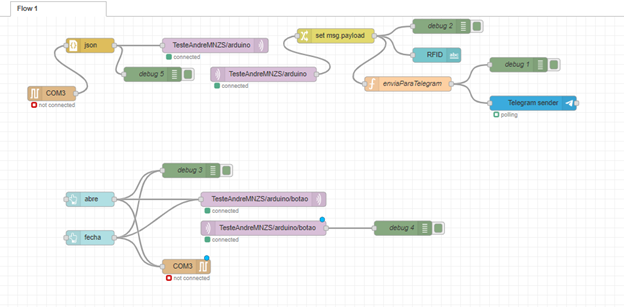 Flow 1
set msg.payload
debug 2
json
TesteAndreMNZS/arduino
connected
RFID
abc
debug 5
TesteAndreMNZS/arduino
connected
enviaParaTelegram
debug 1
COM3
not connected
Telegram sender
polling
debug 3
abre
TesteAndreMNZS/arduino/botao
connected
TesteAndreMNZS/arduino/botao
connected
debug 4
fecha
COM3
not connected